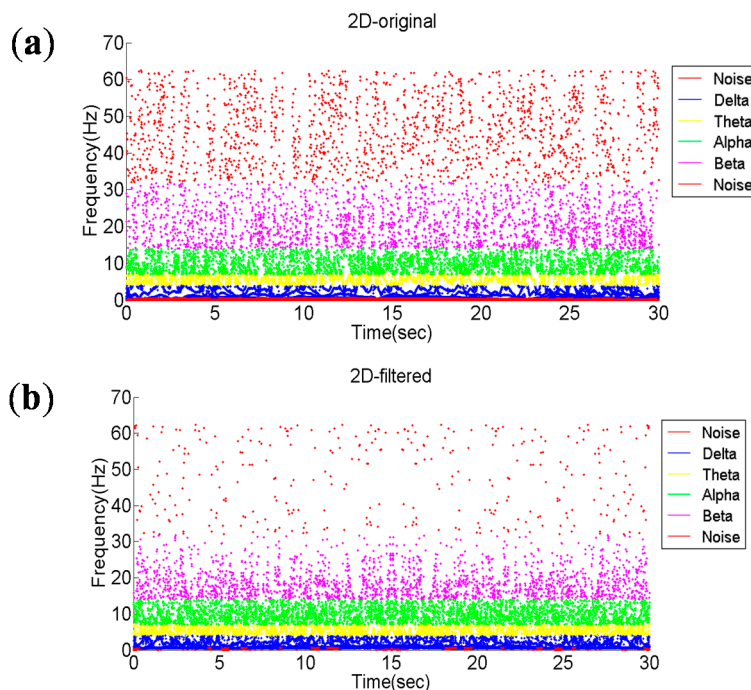 (a)
2D-original
Frequency(Hz)
70
60
50
40
30
20
10
0
0 5 10 15 20 25 30
Time(sec)
Noise
Delta
Theta
Alpha
Beta
Noise
(b)
2D-filtered
Frequency(Hz)
70
60
50
40
30
20
10
0
0 5 10 15 20 25 30
Time(sec)
Noise
Delta
Theta
Alpha
Beta
Noise